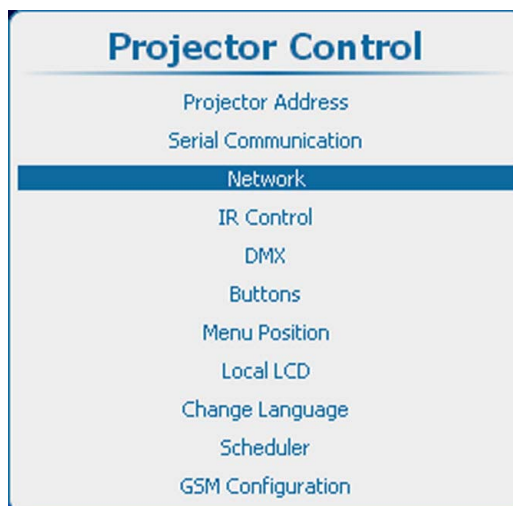 Projector Control
Projector Address
Serial Communication
Network
IR Control
DMX
Buttons
Menu Position
Local LCD
Change Language
Scheduler
GSM Configuration